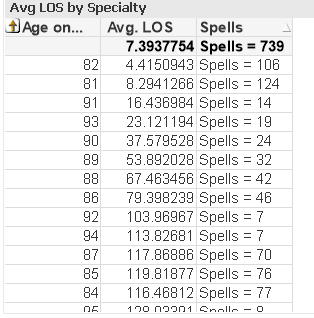 Avg LOS by Specialty
Age on... Avg. LOS Spells
7.3937754 Spells = 739
82 4.4150943 Spells = 106
81 8.2941266 Spells = 124
91 16.436984 Spells = 14
93 23.121194 Spells = 19
90 37.579528 Spells = 24
89 53.892028 Spells = 32
88 67.463456 Spells = 42
86 79.398239 Spells = 46
92 103.96967 Spells = 7
94 113.82681 Spells = 7
87 117.86886 Spells = 70
85 119.81877 Spells = 76
84 116.46812 Spells = 77
95 128.03391 Spells = 8